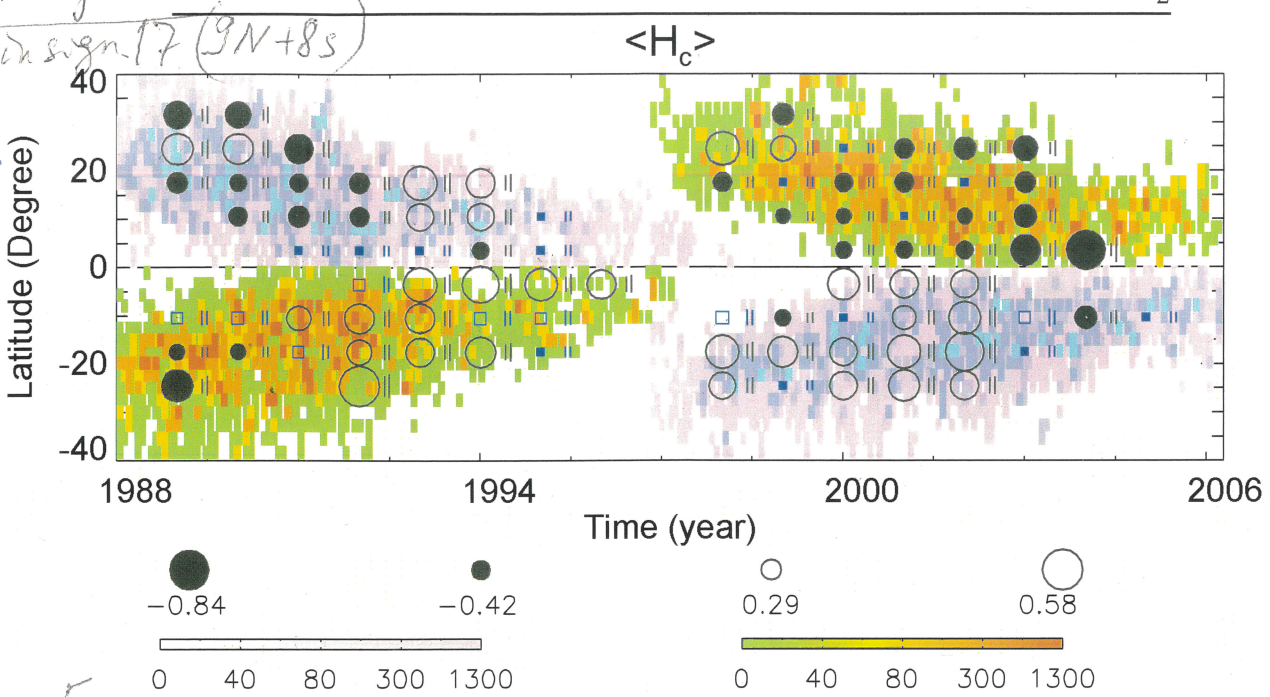 2
in sign. 17 (9N+8s)
<Hc>
40
20
0
-20
-40
Latitude (Degree)
1988 1994 2000 2006
Time (year)
−0.84 −0.42 0.29 0.58
0 40 80 300 1300 0 40 80 300 1300